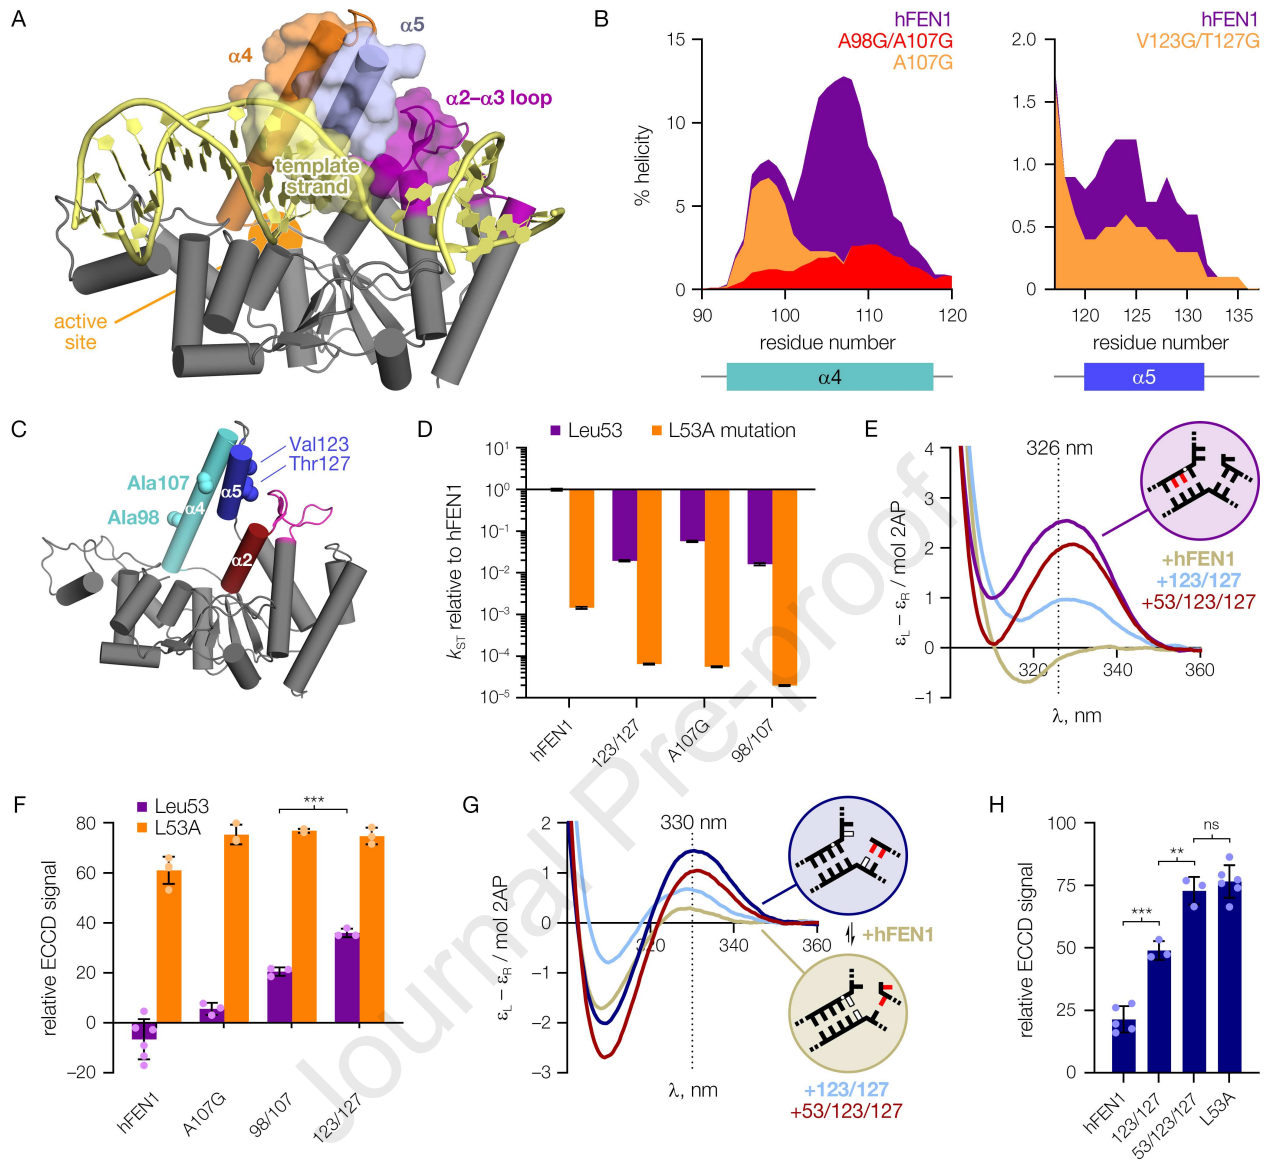 A
α4
α5
α2–α3 loop
template
strand
active
site
B
hFEN1
A98G/A107G
A107G
% helicity
15
10
5
0
90
100
110
120
residue number
α4
hFEN1
V123G/T127G
2.0
1.5
1.0
0.5
0
120
125
130
135
residue number
α5
C
Val123
Thr127
Ala107
Ala98
α4
α5
α2
D
Leu53
L53A mutation
kST relative to hFEN1
10¹
10⁰
10⁻¹
10⁻²
10⁻³
10⁻⁴
10⁻⁵
hFEN1
123/127
A107G
98/107
E
326 nm
εL – εR / mol 2AP
4
3
2
1
0
–1
320
340
360
λ, nm
+hFEN1
+123/127
+53/123/127
F
Leu53
L53A
***
relative ECCD signal
80
60
40
20
0
–20
hFEN1
A107G
98/107
123/127
G
330 nm
εL – εR / mol 2AP
2
1
0
–1
–2
–3
320
340
360
λ, nm
+hFEN1
+123/127
+53/123/127
H
relative ECCD signal
100
75
50
25
0
***
**
ns
hFEN1
123/127
53/123/127
L53A
Journal Pre-proof